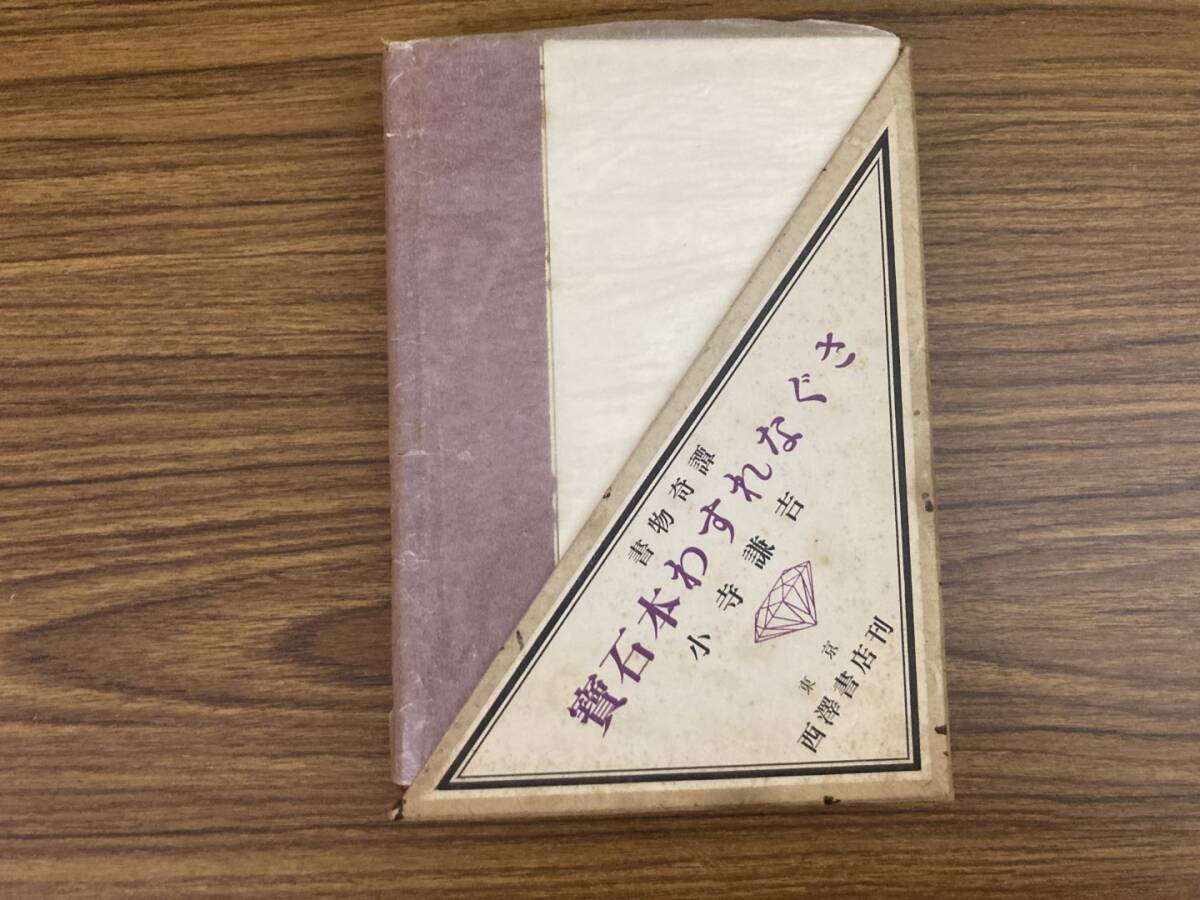 書物奇譚
寶石本わすれなぐさ
小寺謙吉
東京
西澤書店刊